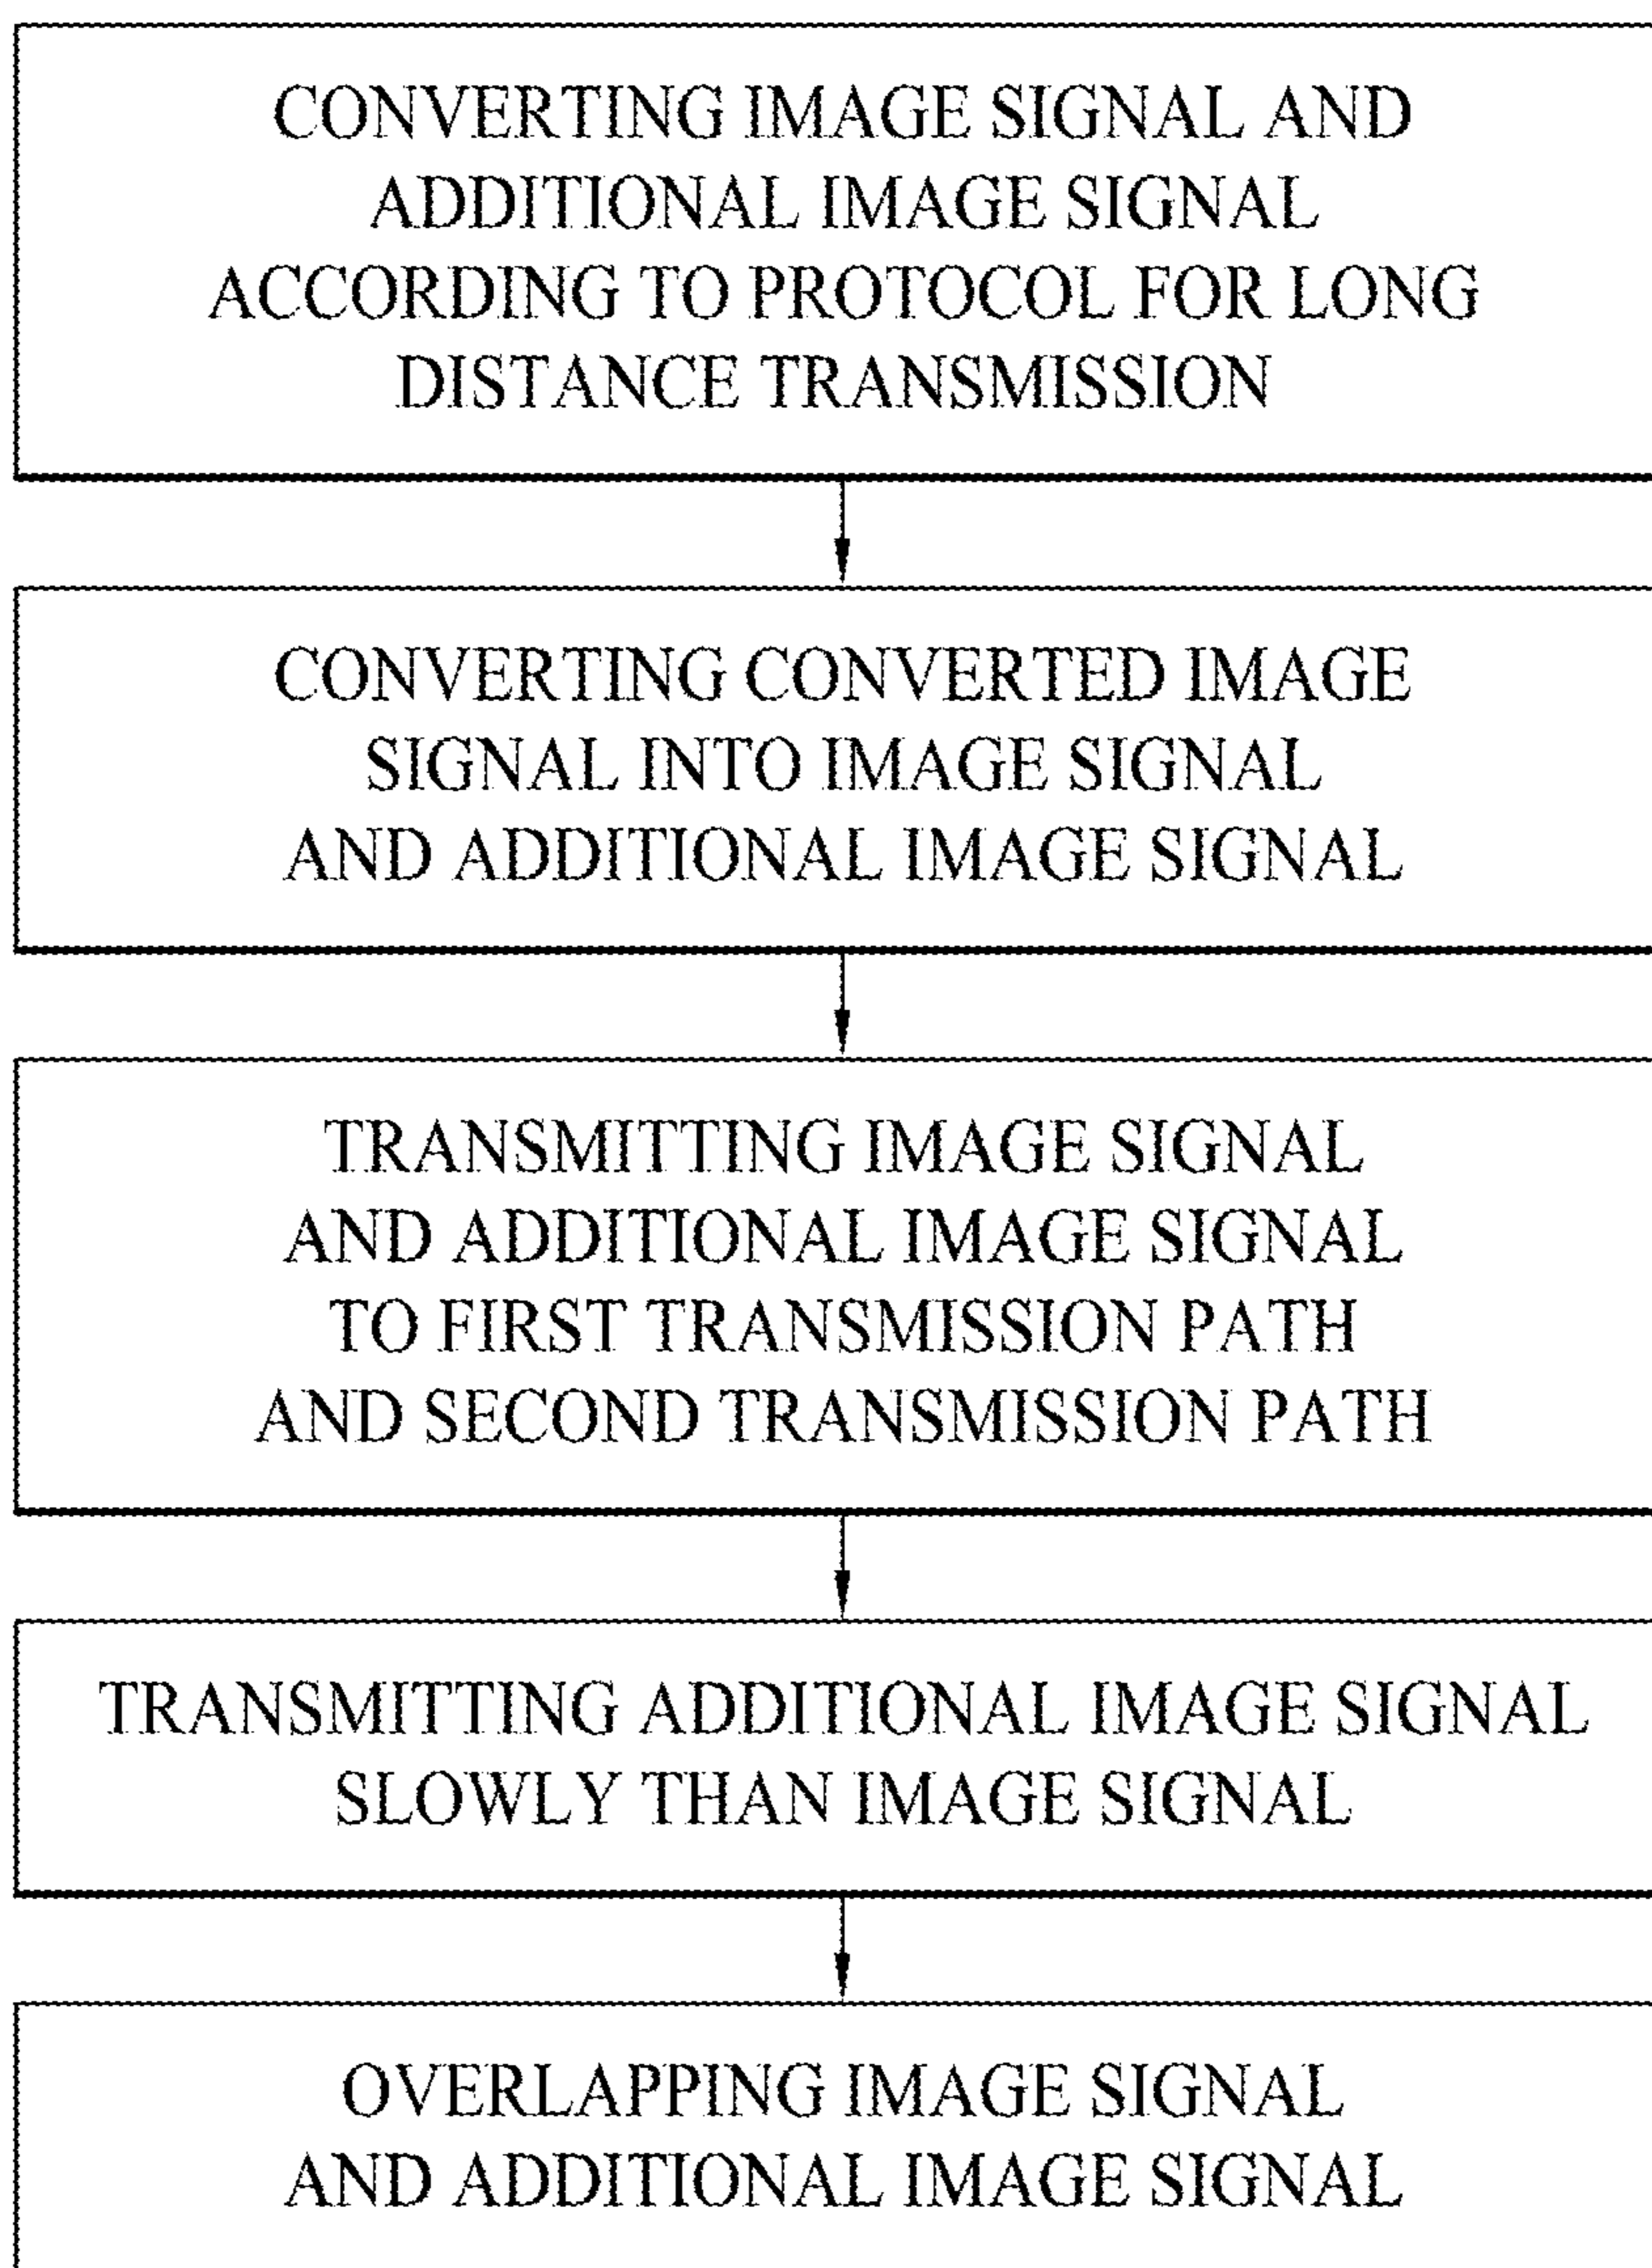 CONVERTING IMAGE SIGNAL AND
ADDITIONAL IMAGE SIGNAL
ACCORDING TO PROTOCOL FOR LONG
DISTANCE TRANSMISSION
CONVERTING CONVERTED IMAGE
SIGNAL INTO IMAGE SIGNAL
AND ADDITIONAL IMAGE SIGNAL
TRANSMITTING IMAGE SIGNAL
AND ADDITIONAL IMAGE SIGNAL
TO FIRST TRANSMISSION PATH
AND SECOND TRANSMISSION PATH
TRANSMITTING ADDITIONAL IMAGE SIGNAL
SLOWLY THAN IMAGE SIGNAL
OVERLAPPING IMAGE SIGNAL
AND ADDITIONAL IMAGE SIGNAL